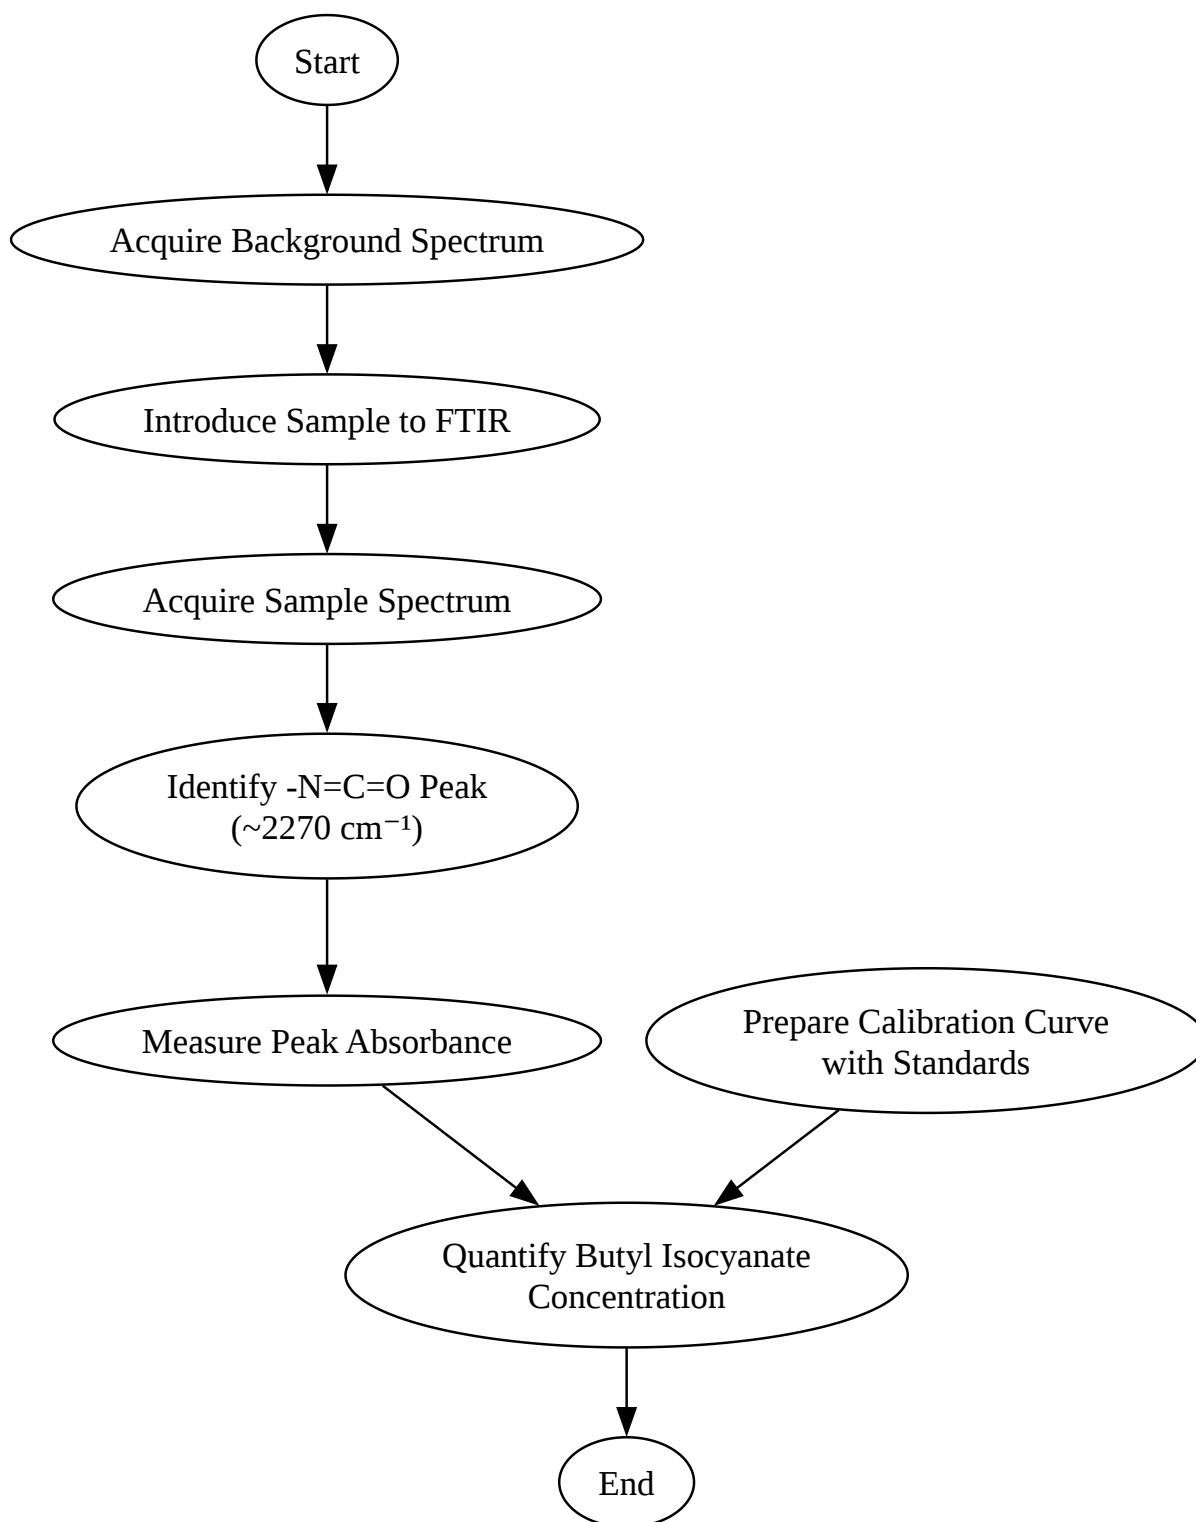 Start
Acquire Background Spectrum
Introduce Sample to FTIR
Acquire Sample Spectrum
Identify -N=C=O Peak
(~2270 cm⁻¹)
Measure Peak Absorbance
Prepare Calibration Curve
with Standards
Quantify Butyl Isocyanate
Concentration
End